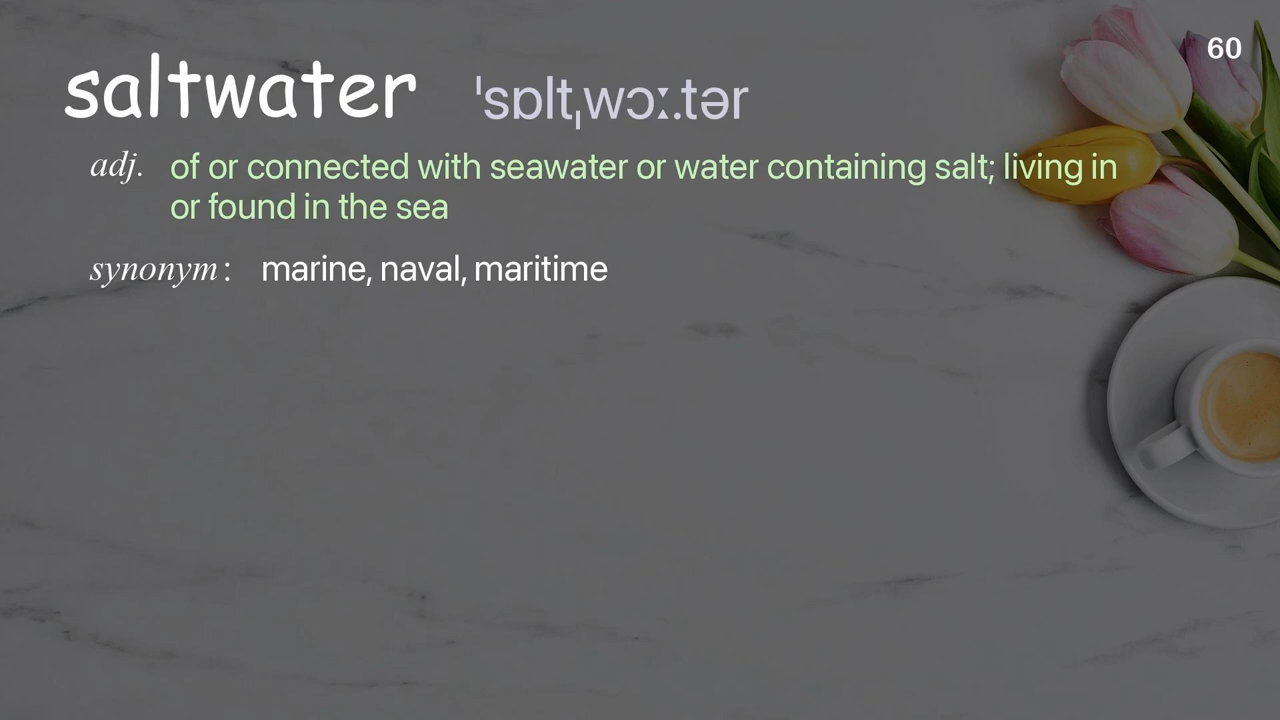 60
saltwater ˈsɒltˌwɔː.tər
adj. of or connected with seawater or water containing salt; living in
or found in the sea
synonym: marine, naval, maritime